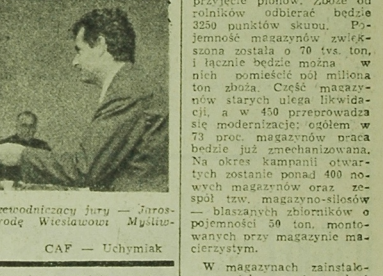 zewodniczący jury — Jaros-
rodę Wiesławowi Myśliw-
CAF — Uchymiak
przyjęcie plonów. Zboże od
rolników odbierać będzie
3250 punktów skupu. Po-
jemność magazynów zwięk-
szona została o 70 tys. ton,
i łącznie będzie można w
nich pomieścić pół miliona
ton zboża. Część magazy-
nów starych ulega likwida-
cji, a w 450 przeprowadza
się modernizację; ogółem w
73 proc. magazynów praca
będzie już zmechanizowana.
Na okres kampanii otwar-
tych zostanie ponad 400 no-
wych magazynów oraz ze-
spół tzw. magazyno-silosów
— blaszanych zbiorników o
pojemności 50 ton, monto-
wanych przy magazynie ma-
cierzystym.
W magazynach zainstalo-